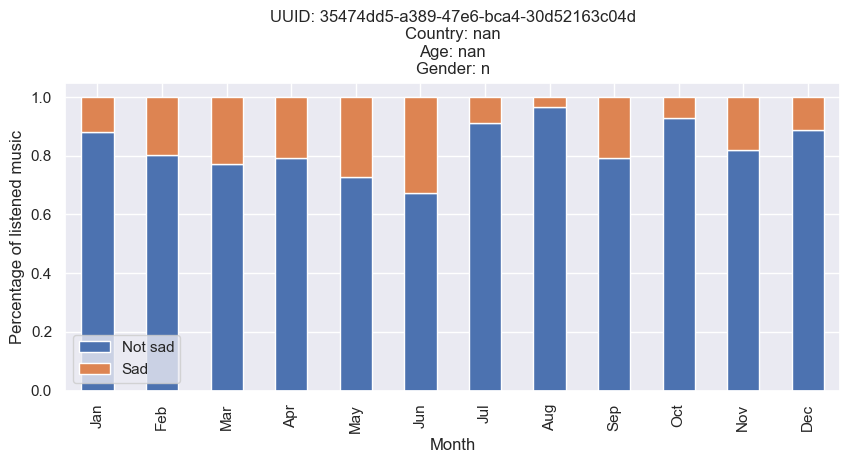 UUID: 35474dd5-a389-47e6-bca4-30d52163c04d
Country: nan
Age: nan
Gender: n
Percentage of listened music
1.0
0.8
0.6
0.4
0.2
0.0
Not sad
Sad
Jan
Feb
Mar
Apr
May
Jun
Jul
Aug
Sep
Oct
Nov
Dec
Month